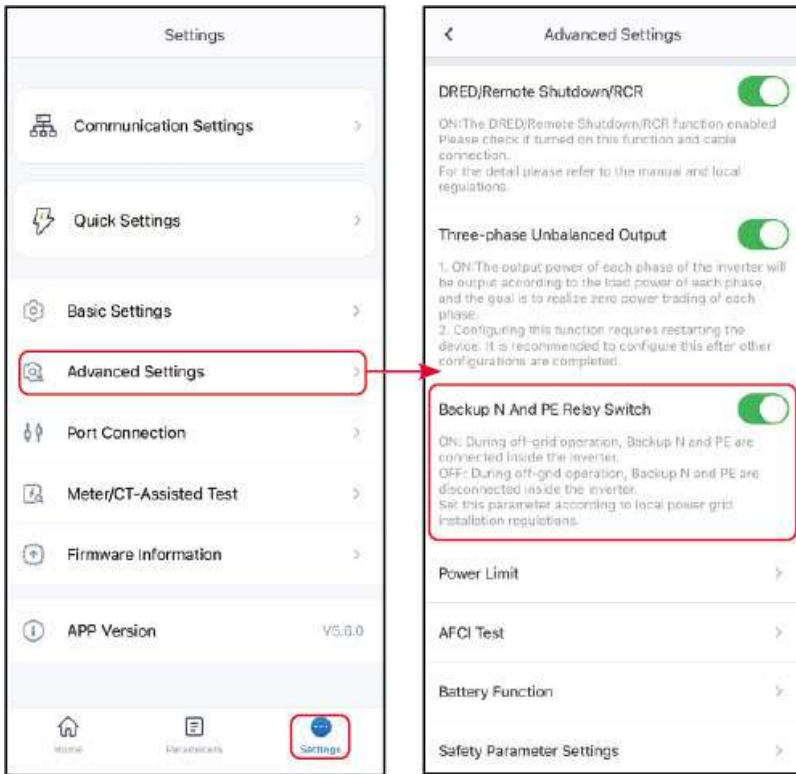 Settings
Communication Settings
Quick Settings
Basic Settings
Advanced Settings
Port Connection
Meter/CT-Assisted Test
Firmware Information
APP Version V5.6.0
Home Parameters Settings
Advanced Settings
DRED/Remote Shutdown/RCR
ON:The DRED/Remote Shutdown/RCR function enabled
Please check if turned on this function and cable
connection.
For the detail please refer to the manual and local
regulations.
Three-phase Unbalanced Output
1. ON:The output power of each phase of the inverter will
be output according to the load power of each phase,
and the goal is to realize zero power trading of each
phase.
2. Configuring this function requires restarting the
device. It is recommended to configure this after other
configurations are completed.
Backup N And PE Relay Switch
ON: During off-grid operation, Backup N and PE are
connected inside the inverter.
OFF: During off-grid operation, Backup N and PE are
disconnected inside the inverter.
Set this parameter according to local power grid
installation regulations.
Power Limit
AFCI Test
Battery Function
Safety Parameter Settings